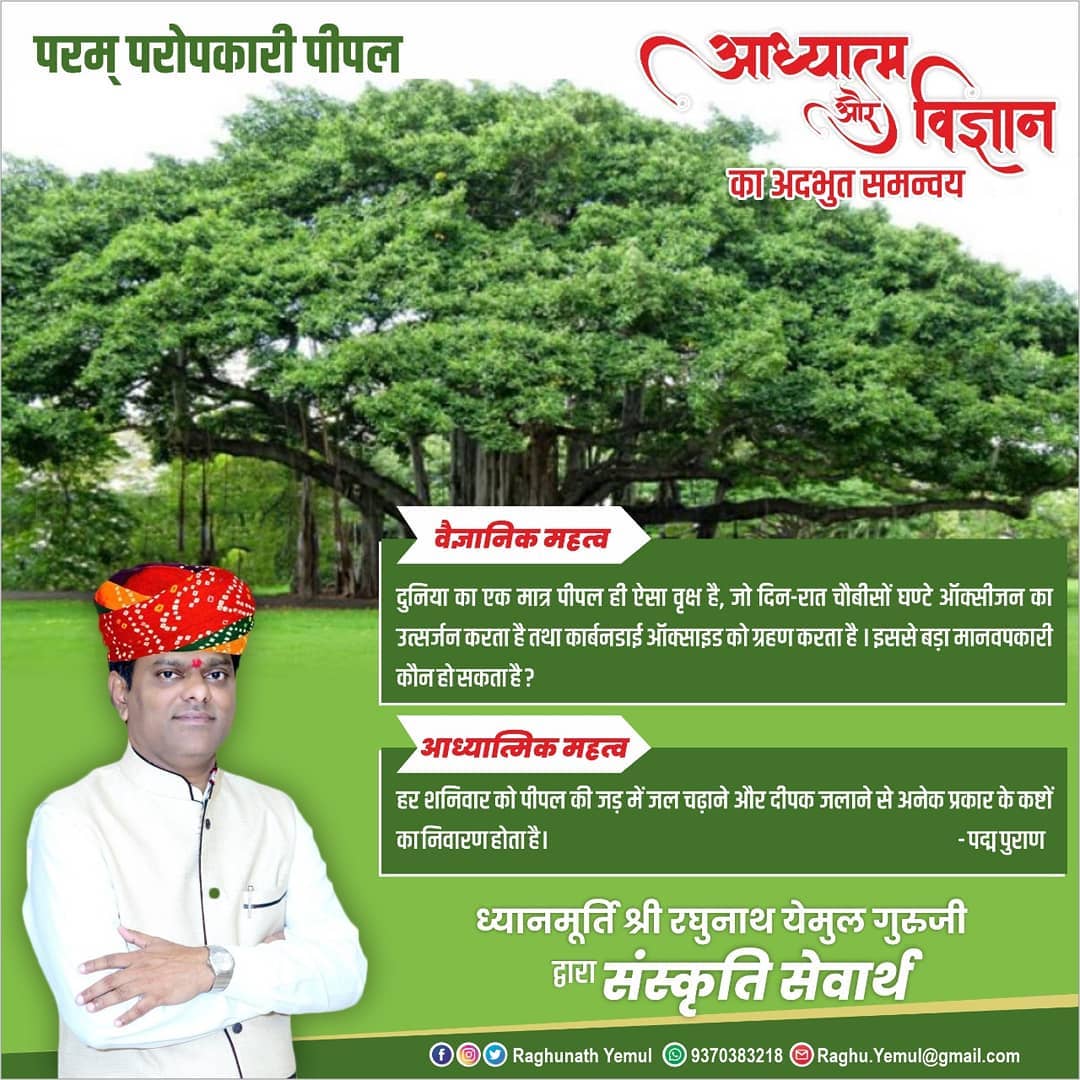 परम् परोपकारी पीपल
आध्यात्म
और विज्ञान
का अदभुत समन्वय
वैज्ञानिक महत्व
दुनिया का एक मात्र पीपल ही ऐसा वृक्ष है, जो दिन-रात चौबीसों घण्टे ऑक्सीजन का
उत्सर्जन करता है तथा कार्बनडाई ऑक्साइड को ग्रहण करता है । इससे बड़ा मानवपकारी
कौन हो सकता है ?
आध्यात्मिक महत्व
हर शनिवार को पीपल की जड़ में जल चढ़ाने और दीपक जलाने से अनेक प्रकार के कष्टों
का निवारण होता है। - पद्म पुराण
ध्यानमूर्ति श्री रघुनाथ येमुल गुरुजी
द्वारा संस्कृति सेवार्थ
Raghunath Yemul 9370383218 Raghu.Yemul@gmail.com